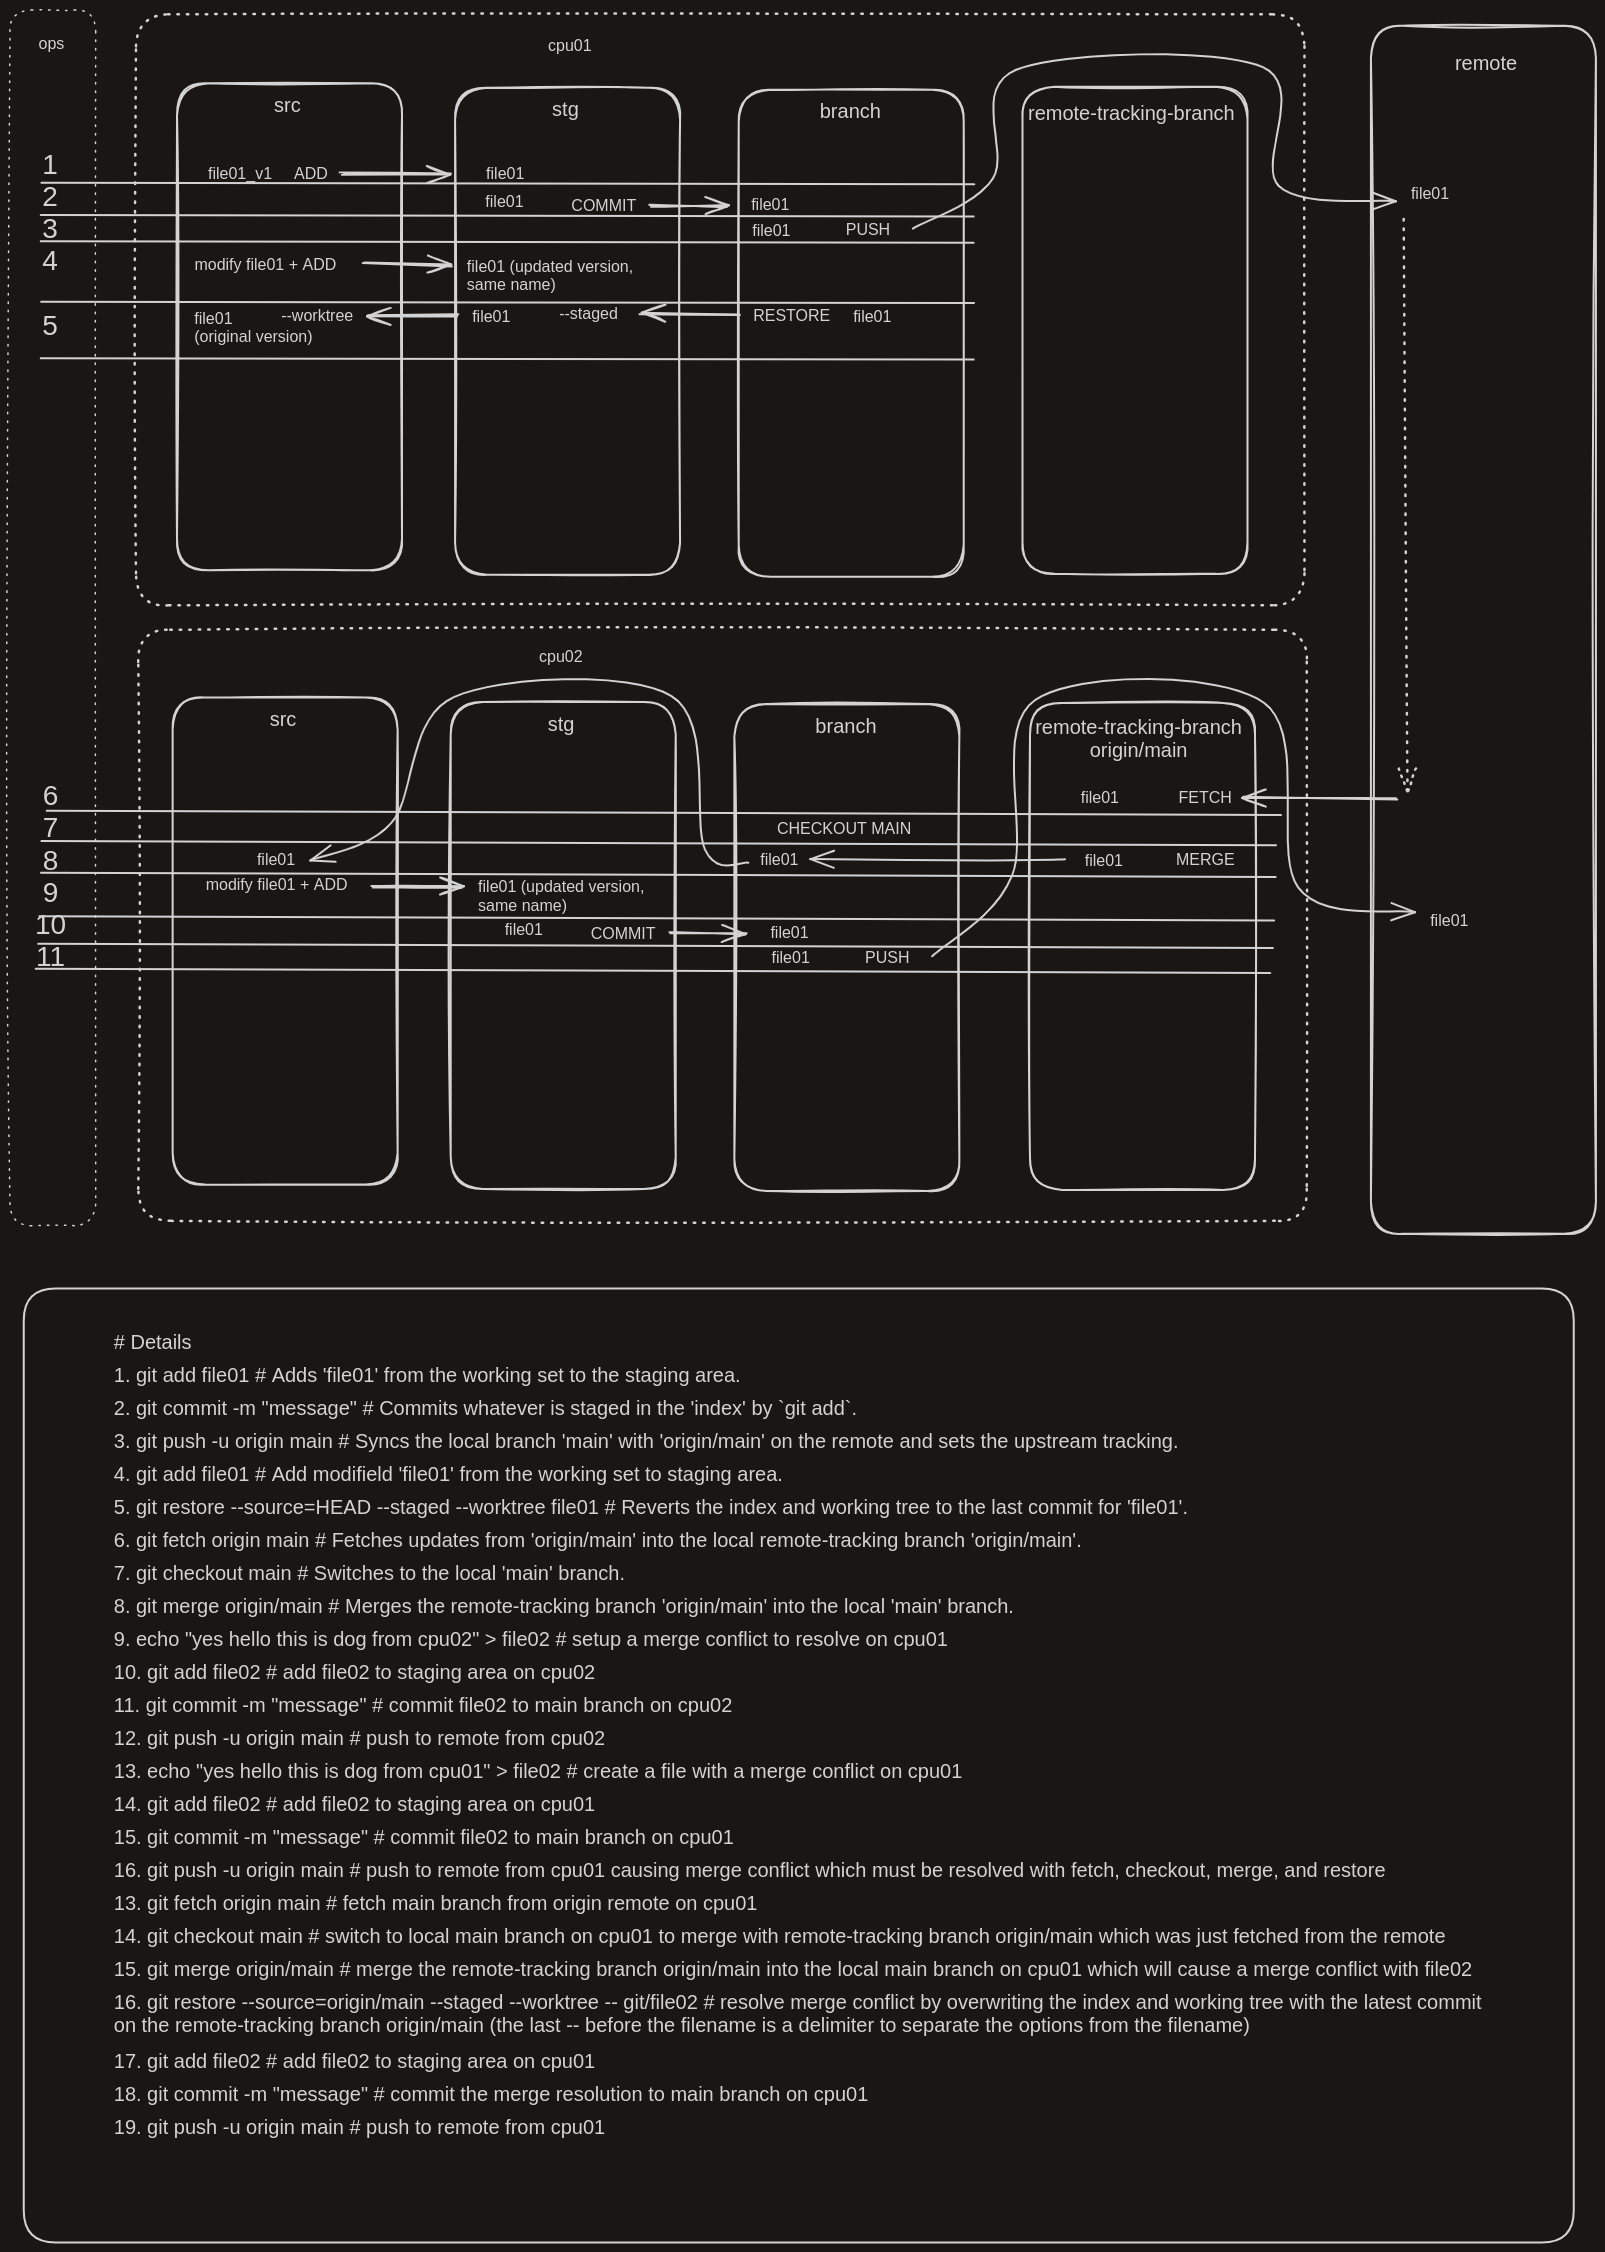 ops
cpu01
remote
src
stg
branch
remote-tracking-branch
1
file01_v1 ADD
file01
file01
2
file01
COMMIT
file01
3
file01
PUSH
4
modify file01 + ADD
file01 (updated version,
same name)
5
file01
(original version)
--worktree
file01
--staged
RESTORE
file01
cpu02
src
stg
branch
remote-tracking-branch
origin/main
6
file01
FETCH
7
CHECKOUT MAIN
8
file01
file01
file01
MERGE
9
modify file01 + ADD
file01 (updated version,
same name)
file01
10
file01
COMMIT
file01
11
file01
PUSH
# Details
1. git add file01 # Adds 'file01' from the working set to the staging area.
2. git commit -m "message" # Commits whatever is staged in the 'index' by `git add`.
3. git push -u origin main # Syncs the local branch 'main' with 'origin/main' on the remote and sets the upstream tracking.
4. git add file01 # Add modifield 'file01' from the working set to staging area.
5. git restore --source=HEAD --staged --worktree file01 # Reverts the index and working tree to the last commit for 'file01'.
6. git fetch origin main # Fetches updates from 'origin/main' into the local remote-tracking branch 'origin/main'.
7. git checkout main # Switches to the local 'main' branch.
8. git merge origin/main # Merges the remote-tracking branch 'origin/main' into the local 'main' branch.
9. echo "yes hello this is dog from cpu02" > file02 # setup a merge conflict to resolve on cpu01
10. git add file02 # add file02 to staging area on cpu02
11. git commit -m "message" # commit file02 to main branch on cpu02
12. git push -u origin main # push to remote from cpu02
13. echo "yes hello this is dog from cpu01" > file02 # create a file with a merge conflict on cpu01
14. git add file02 # add file02 to staging area on cpu01
15. git commit -m "message" # commit file02 to main branch on cpu01
16. git push -u origin main # push to remote from cpu01 causing merge conflict which must be resolved with fetch, checkout, merge, and restore
13. git fetch origin main # fetch main branch from origin remote on cpu01
14. git checkout main # switch to local main branch on cpu01 to merge with remote-tracking branch origin/main which was just fetched from the remote
15. git merge origin/main # merge the remote-tracking branch origin/main into the local main branch on cpu01 which will cause a merge conflict with file02
16. git restore --source=origin/main --staged --worktree -- git/file02 # resolve merge conflict by overwriting the index and working tree with the latest commit
on the remote-tracking branch origin/main (the last -- before the filename is a delimiter to separate the options from the filename)
17. git add file02 # add file02 to staging area on cpu01
18. git commit -m "message" # commit the merge resolution to main branch on cpu01
19. git push -u origin main # push to remote from cpu01